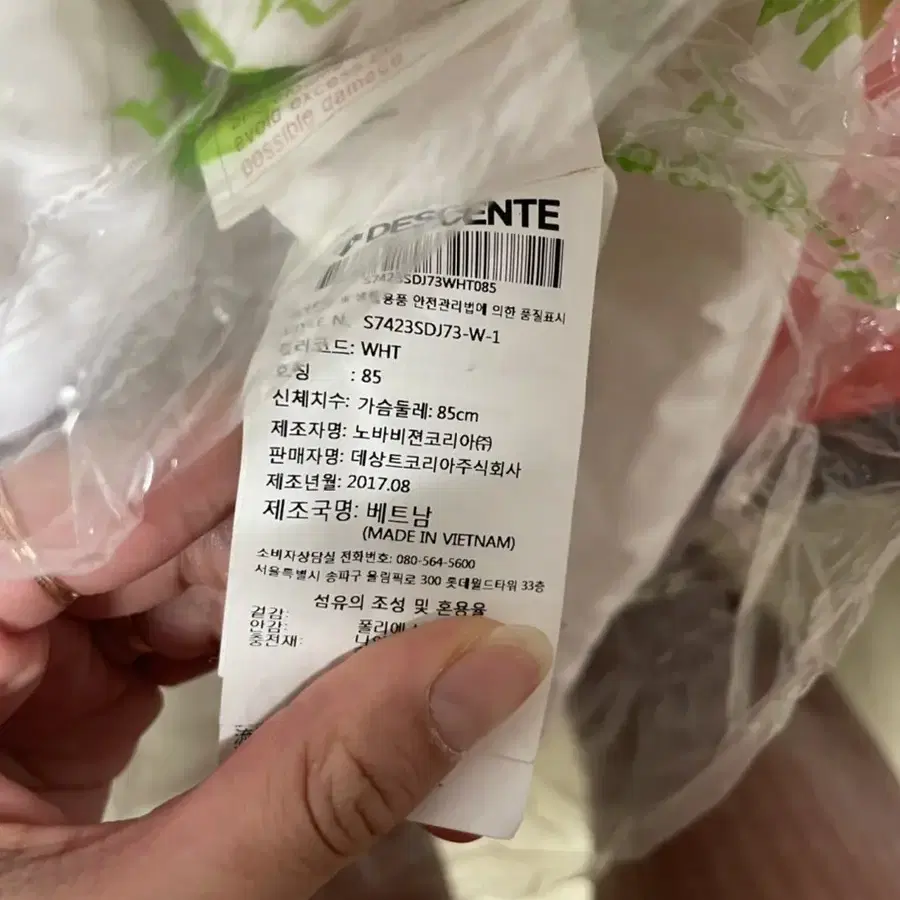 possible damage
DESCENTE
S7423SDJ73WHT085
용품 안전관리법에 의한 품질표시
S7423SDJ73-W-1
컬러코드: WHT
호칭 : 85
신체치수: 가슴둘레: 85cm
제조자명: 노바비젼코리아㈜
판매자명: 데상트코리아주식회사
제조년월: 2017.08
제조국명: 베트남
(MADE IN VIETNAM)
소비자상담실 전화번호: 080-564-5600
서울특별시 송파구 올림픽로 300 롯데월드타워 33층
섬유의 조성 및 혼용율
겉감: 폴리에
안감:
충전재: